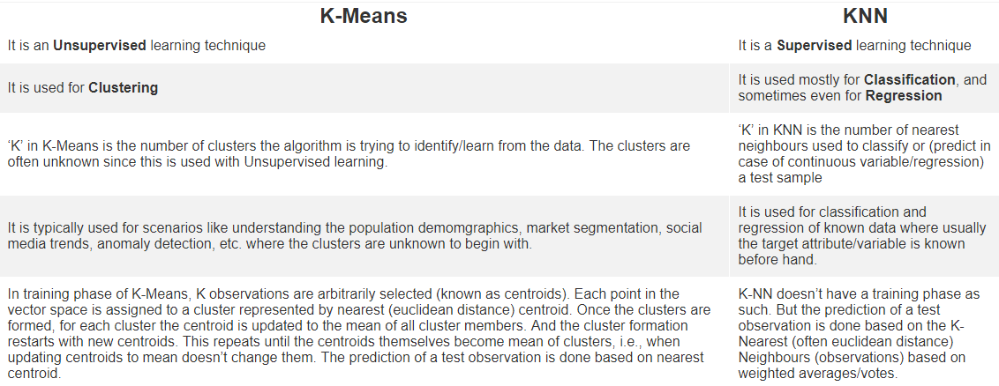 K-Means
KNN
It is an Unsupervised learning technique
It is a Supervised learning technique
It is used for Clustering
It is used mostly for Classification, and
sometimes even for Regression
‘K’ in K-Means is the number of clusters the algorithm is trying to identify/learn from the data. The clusters are
often unknown since this is used with Unsupervised learning.
‘K’ in KNN is the number of nearest
neighbours used to classify or (predict in
case of continuous variable/regression)
a test sample
It is typically used for scenarios like understanding the population demomgraphics, market segmentation, social
media trends, anomaly detection, etc. where the clusters are unknown to begin with.
It is used for classification and
regression of known data where usually
the target attribute/variable is known
before hand.
In training phase of K-Means, K observations are arbitrarily selected (known as centroids). Each point in the
vector space is assigned to a cluster represented by nearest (euclidean distance) centroid. Once the clusters are
formed, for each cluster the centroid is updated to the mean of all cluster members. And the cluster formation
restarts with new centroids. This repeats until the centroids themselves become mean of clusters, i.e., when
updating centroids to mean doesn’t change them. The prediction of a test observation is done based on nearest
centroid.
K-NN doesn’t have a training phase as
such. But the prediction of a test
observation is done based on the K-
Nearest (often euclidean distance)
Neighbours (observations) based on
weighted averages/votes.